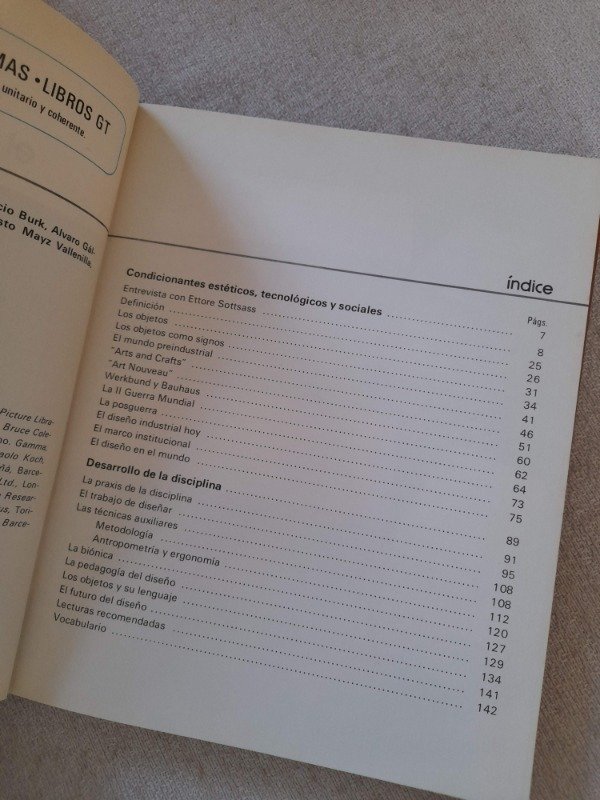 MAS • LIBROS GT
unitario y coherente.
cio Burk, Alvaro Gál-
sto Mayz Vallenilla,
Picture Libra-
Bruce Cole-
po, Gamma,
aolo Koch,
ñá, Barce-
Ltd., Lon-
n Resear-
us, Tori-
Barce-
índice
Págs.
Condicionantes estéticos, tecnológicos y sociales 7
Entrevista con Ettore Sottsass 8
Definición 25
Los objetos 26
Los objetos como signos 31
El mundo preindustrial 34
"Arts and Crafts" 41
"Art Nouveau" 46
Werkbund y Bauhaus 51
La II Guerra Mundial 60
La posguerra 62
El diseño industrial hoy 64
El marco institucional 73
El diseño en el mundo 75
Desarrollo de la disciplina 89
La praxis de la disciplina 91
El trabajo de diseñar 95
Las técnicas auxiliares 108
Metodología 108
Antropometría y ergonomía 112
La biónica 120
La pedagogía del diseño 127
Los objetos y su lenguaje 129
El futuro del diseño 134
Lecturas recomendadas 141
Vocabulario 142